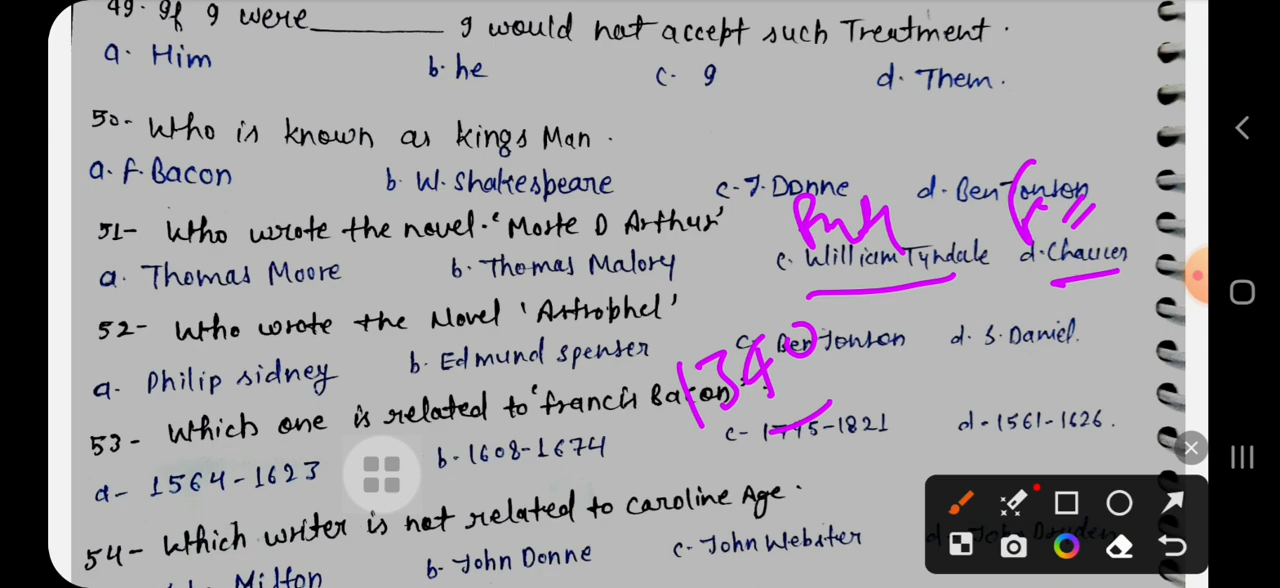 49. If I were________ I would not accept such Treatment.
a. Him b. he c. I d. Them.
50- Who is known as kings Man.
a. F. Bacon b. W. Shakespeare c- J. Donne d. Ben Jonson
51- Who wrote the novel. 'Morte D Arthur'
a. Thomas Moore b. Thomas Malory c. William Tyndale d. Chaucer
52- Who wrote the Novel 'Astrophel'
a. Philip sidney b. Edmund Spenser c- Ben Jonson d. S. Daniel.
1340
53- Which one is related to 'francis Bacon'.
a- 1564-1623 b- 1608-1674 c- 1795-1821 d- 1561-1626.
54- Which writer is not related to Caroline Age.
Milton b. John Donne c- John Webster d. John Dryden